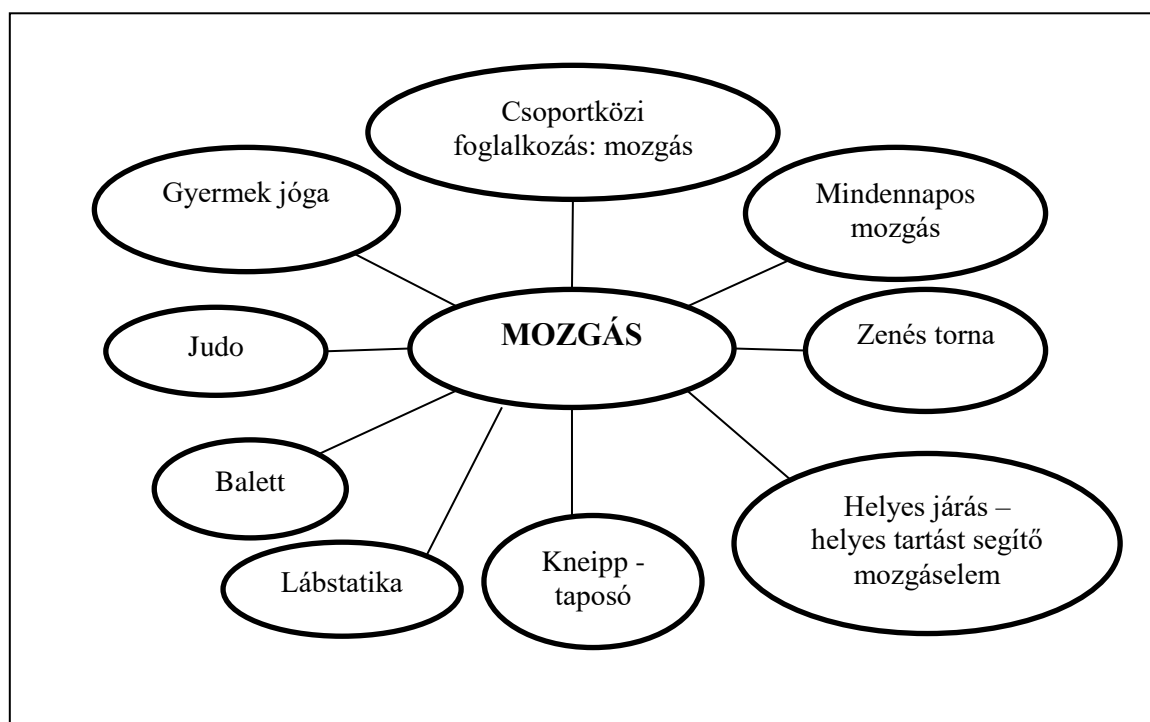 Csoportközi
foglalkozás: mozgás
Gyermek jóga
Mindennapos
mozgás
MOZGÁS
Judo
Zenés torna
Balett
Helyes járás –
helyes tartást segítő
mozgáselem
Lábstatika
Kneipp -
taposó